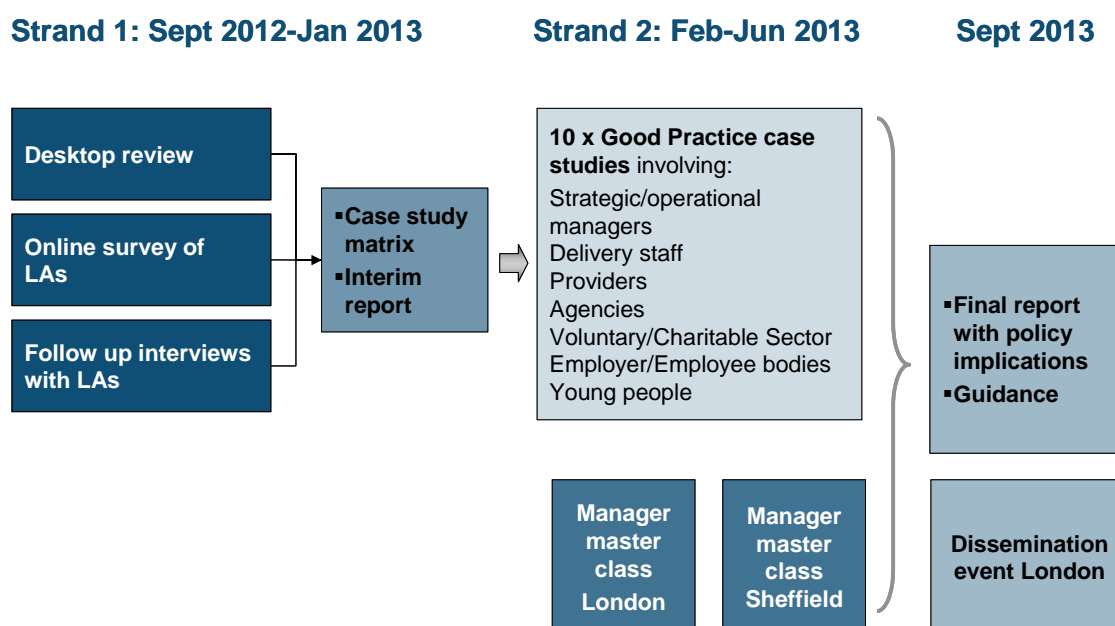 Strand 1: Sept 2012-Jan 2013
Strand 2: Feb-Jun 2013
Sept 2013
Desktop review
Online survey of
LAs
Follow up interviews
with LAs
▪Case study
matrix
▪Interim
report
10 x Good Practice case
studies involving:
Strategic/operational
managers
Delivery staff
Providers
Agencies
Voluntary/Charitable Sector
Employer/Employee bodies
Young people
Manager
master
class
London
Manager
master
class
Sheffield
▪Final report
with policy
implications
▪Guidance
Dissemination
event London